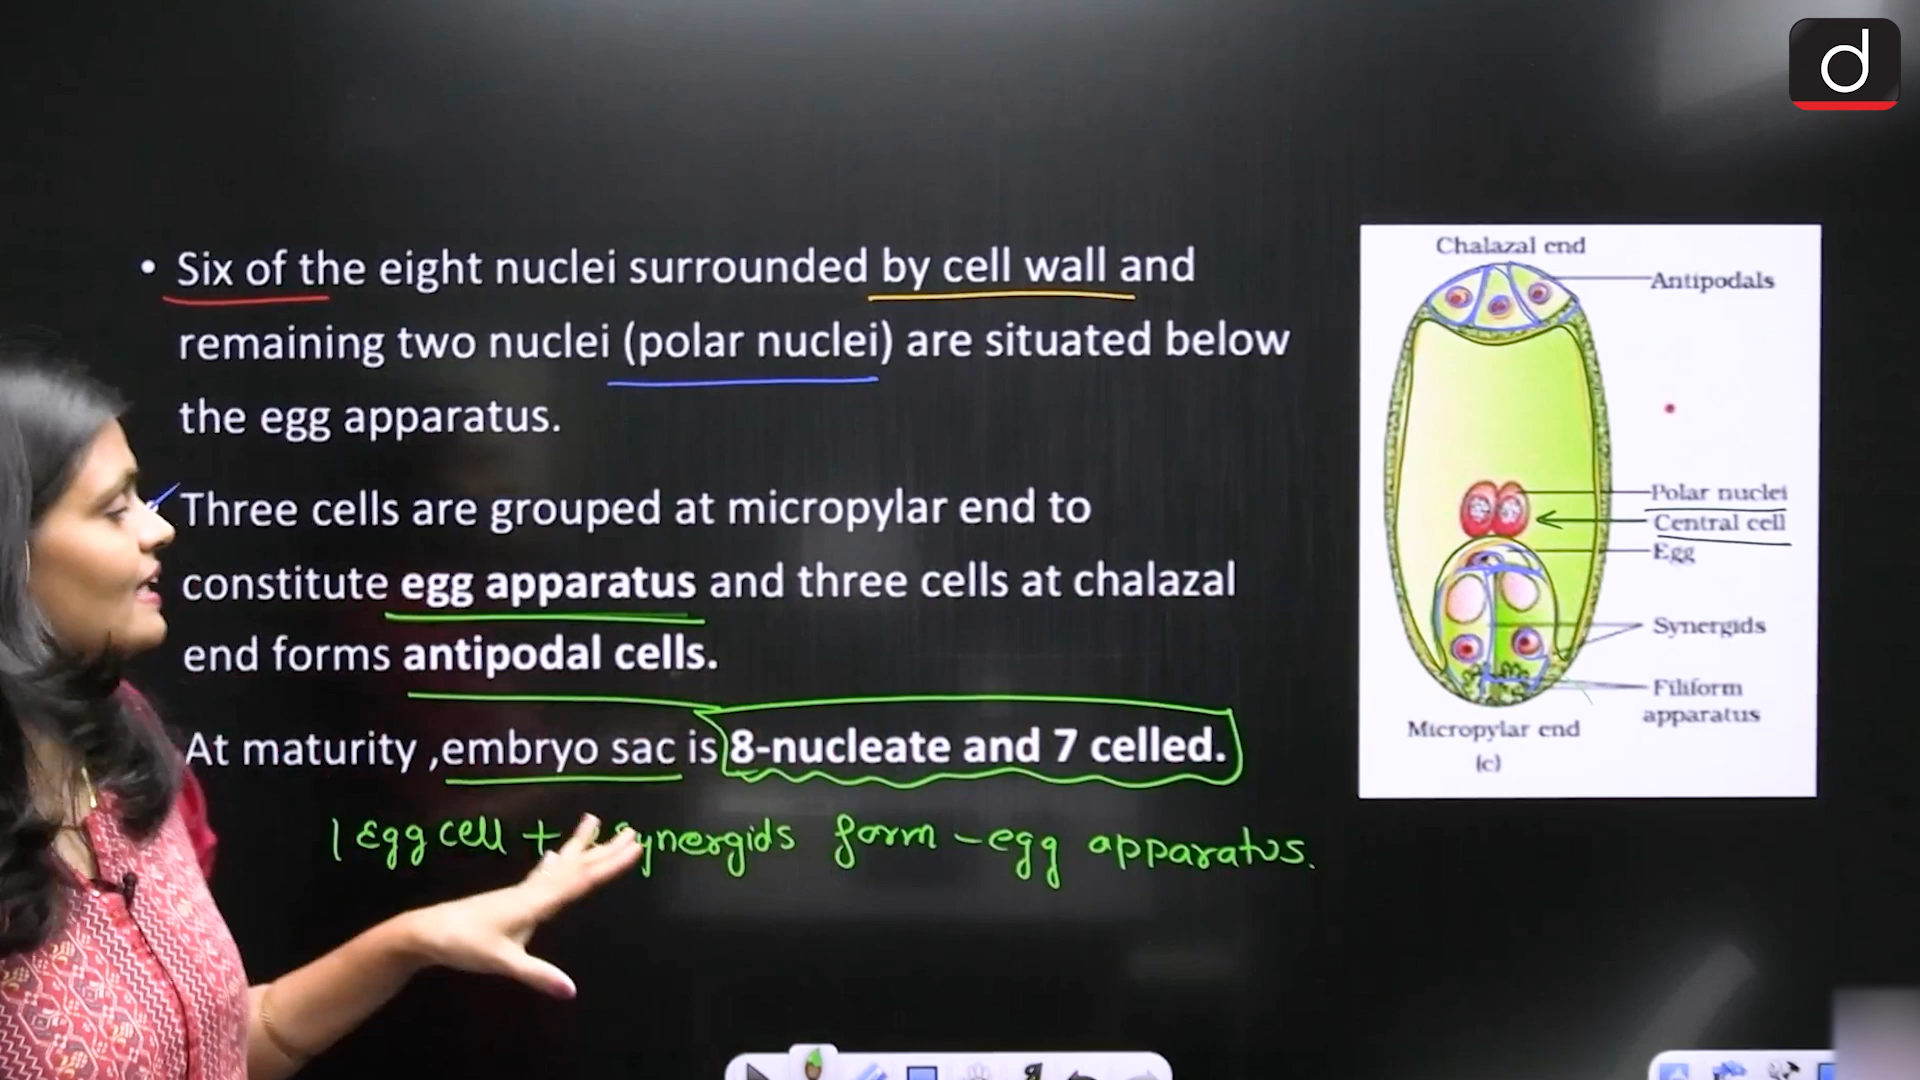 d
• Six of the eight nuclei surrounded by cell wall and
remaining two nuclei (polar nuclei) are situated below
the egg apparatus.
Three cells are grouped at micropylar end to
constitute egg apparatus and three cells at chalazal
end forms antipodal cells.
At maturity ,embryo sac is 8-nucleate and 7 celled.
1 Egg cell + synergids form - egg apparatus.
Chalazal end
Antipodals
Polar nuclei
Central cell
Egg
Synergids
Filiform
apparatus
Micropylar end
(c)